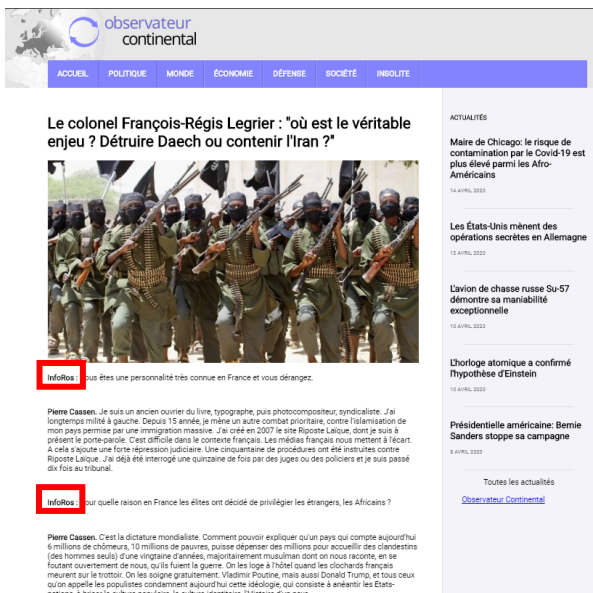 observateur
continental
ACCUEIL POLITIQUE MONDE ÉCONOMIE DÉFENSE SOCIÉTÉ INSOLITE
Le colonel François-Régis Legrier : "où est le véritable
enjeu ? Détruire Daech ou contenir l'Iran ?"
InfoRos : ous êtes une personnalité très connue en France et vous dérangez.
Pierre Cassen. Je suis un ancien ouvrier du livre, typographe, puis photocompositeur, syndicaliste. J'ai
longtemps milité à gauche. Depuis 15 année, je mène un autre combat prioritaire, contre l'islamisation de
mon pays permise par une immigration massive. J'ai créé en 2007 le site Riposte Laïque, dont je suis à
présent le porte-parole. C'est difficile dans le contexte français. Les médias français nous mettent à l'écart.
A cela s'ajoute une forte répression judiciaire. Une cinquantaine de procédures ont été instruites contre
Riposte Laïque. J'ai déjà été interrogé une quinzaine de fois par des juges ou des policiers et je suis passé
dix fois au tribunal.
InfoRos : our quelle raison en France les élites ont décidé de privilégier les étrangers, les Africains ?
Pierre Cassen. C'est la dictature mondialiste. Comment pouvoir expliquer qu'un pays qui compte aujourd'hui
6 millions de chômeurs, 10 millions de pauvres, puisse dépenser des millions pour accueillir des clandestins
(des hommes seuls) d'une vingtaine d'années, majoritairement musulman dont on nous raconte, en se
foutant ouvertement de nous, qu'ils fuient la guerre. On les loge à l'hôtel quand les clochards français
meurent sur le trottoir. On les soigne gratuitement. Vladimir Poutine, mais aussi Donald Trump, et tous ceux
qu'on appelle les populistes condamnent aujourd'hui cette idéologie, qui consiste à anéantir les Etats-
ACTUALITÉS
Maire de Chicago: le risque de
contamination par le Covid-19 est
plus élevé parmi les Afro-
Américains
14 AVRIL 2020
Les États-Unis mènent des
opérations secrètes en Allemagne
13 AVRIL 2020
L'avion de chasse russe Su-57
démontre sa maniabilité
exceptionnelle
10 AVRIL 2020
L'horloge atomique a confirmé
l'hypothèse d'Einstein
10 AVRIL 2020
Présidentielle américaine: Bernie
Sanders stoppe sa campagne
8 AVRIL 2020
Toutes les actualités
Observateur Continental